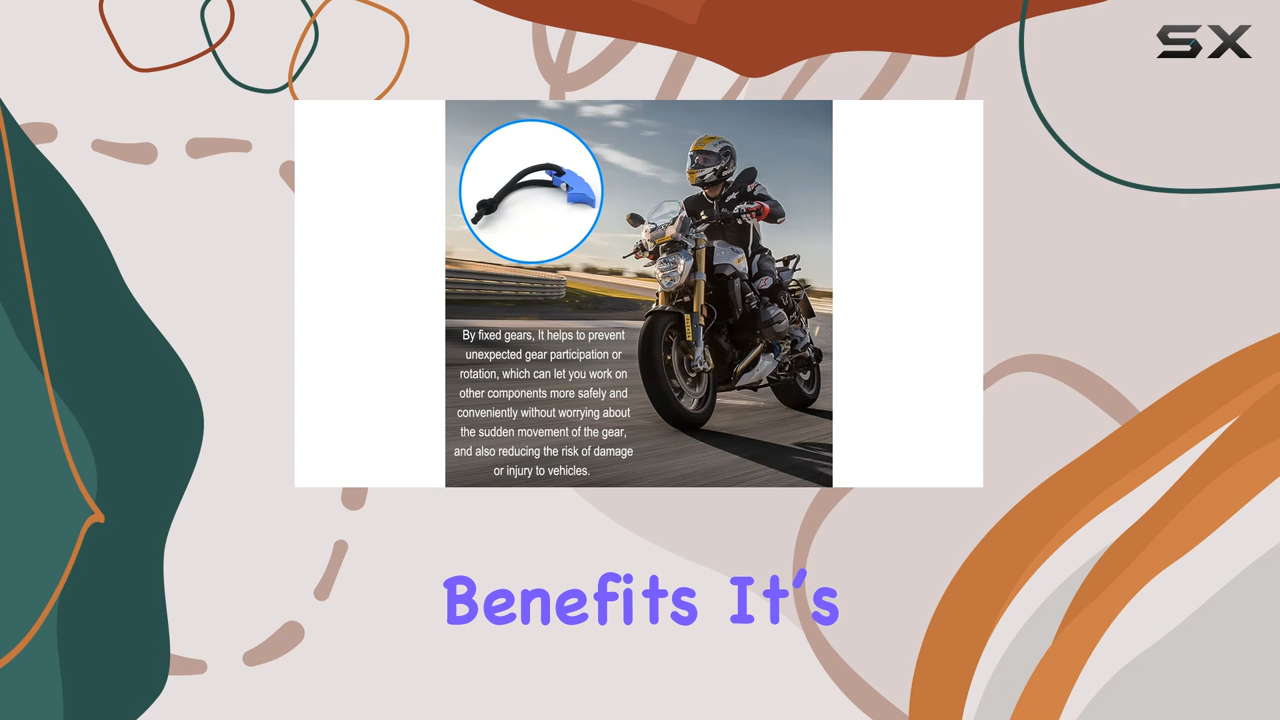 SX
By fixed gears, It helps to prevent
unexpected gear participation or
rotation, which can let you work on
other components more safely and
conveniently without worrying about
the sudden movement of the gear,
and also reducing the risk of damage
or injury to vehicles.
Benefits It's